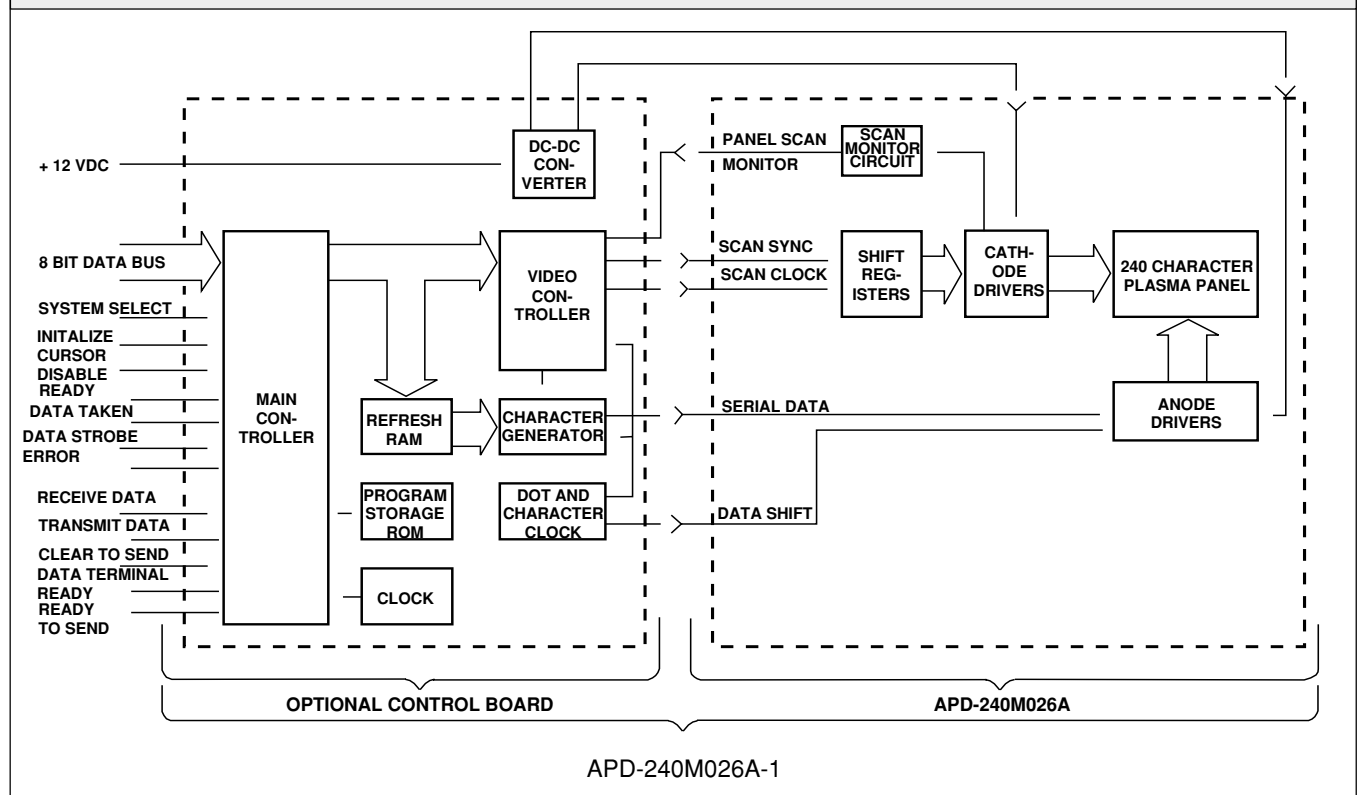 + 12 VDC
8 BIT DATA BUS
SYSTEM SELECT
INITALIZE
CURSOR
DISABLE
READY
DATA TAKEN
DATA STROBE
ERROR
RECEIVE DATA
TRANSMIT DATA
CLEAR TO SEND
DATA TERMINAL
READY
READY
TO SEND
MAIN
CON-
TROLLER
DC-DC
CON-
VERTER
VIDEO
CON-
TROLLER
REFRESH
RAM
CHARACTER
GENERATOR
PROGRAM
STORAGE
ROM
DOT AND
CHARACTER
CLOCK
CLOCK
PANEL SCAN
MONITOR
SCAN
MONITOR
CIRCUIT
SCAN SYNC
SCAN CLOCK
SHIFT
REG-
ISTERS
CATH-
ODE
DRIVERS
240 CHARACTER
PLASMA PANEL
SERIAL DATA
ANODE
DRIVERS
DATA SHIFT
OPTIONAL CONTROL BOARD
APD-240M026A
APD-240M026A-1